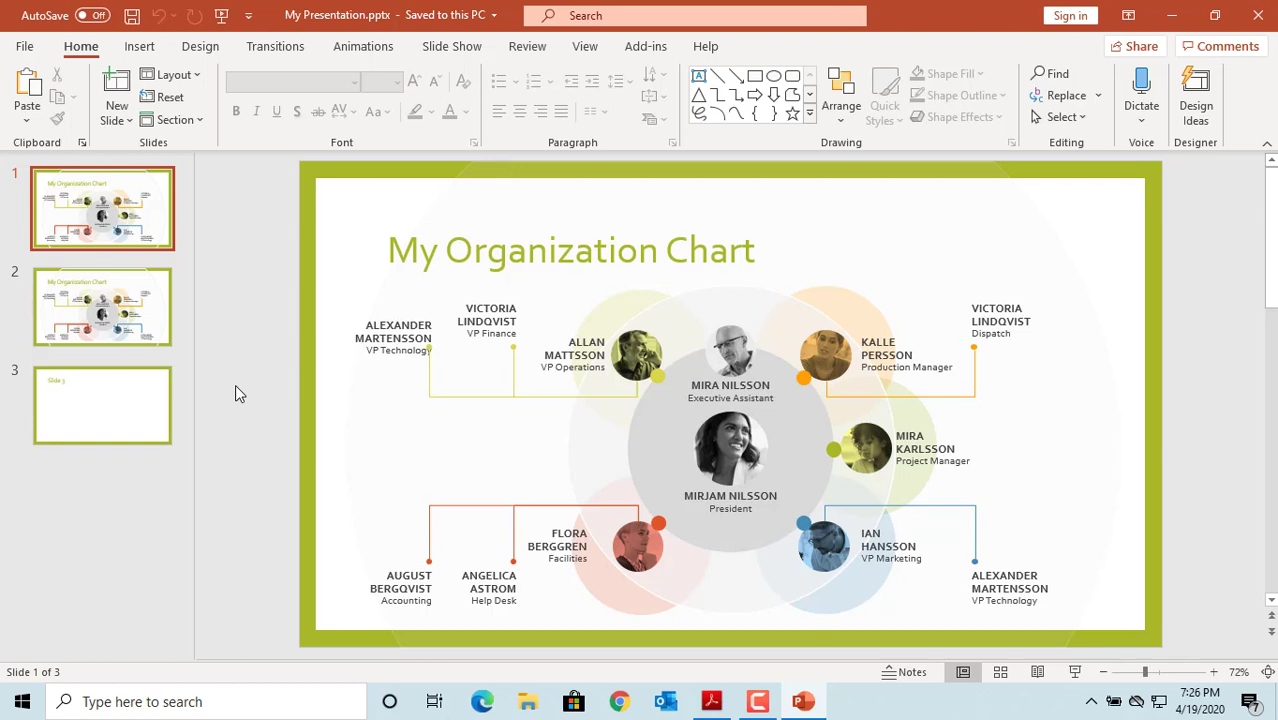 AutoSave Off
My Presentation.pptx - Saved to this PC
Search
Sign in
File Home Insert Design Transitions Animations Slide Show Review View Add-ins Help
Share Comments
Paste
New Slide
Layout
Reset
Section
B I U S ab AV Aa A
Arrange
Quick Styles
Shape Fill
Shape Outline
Shape Effects
Find
Replace
Select
Dictate
Design Ideas
Clipboard Slides Font Paragraph Drawing Editing Voice Designer
1
My Organization Chart
2
My Organization Chart
3
Slide 3
My Organization Chart
ALEXANDER
MARTENSSON
VP Technology
VICTORIA
LINDQVIST
VP Finance
ALLAN
MATTSSON
VP Operations
MIRA NILSSON
Executive Assistant
KALLE
PERSSON
Production Manager
VICTORIA
LINDQVIST
Dispatch
MIRA
KARLSSON
Project Manager
MIRJAM NILSSON
President
FLORA
BERGGREN
Facilities
IAN
HANSSON
VP Marketing
AUGUST
BERGQVIST
Accounting
ANGELICA
ASTROM
Help Desk
ALEXANDER
MARTENSSON
VP Technology
Slide 1 of 3
Notes
72%
Type here to search
7:26 PM
4/19/2020
7